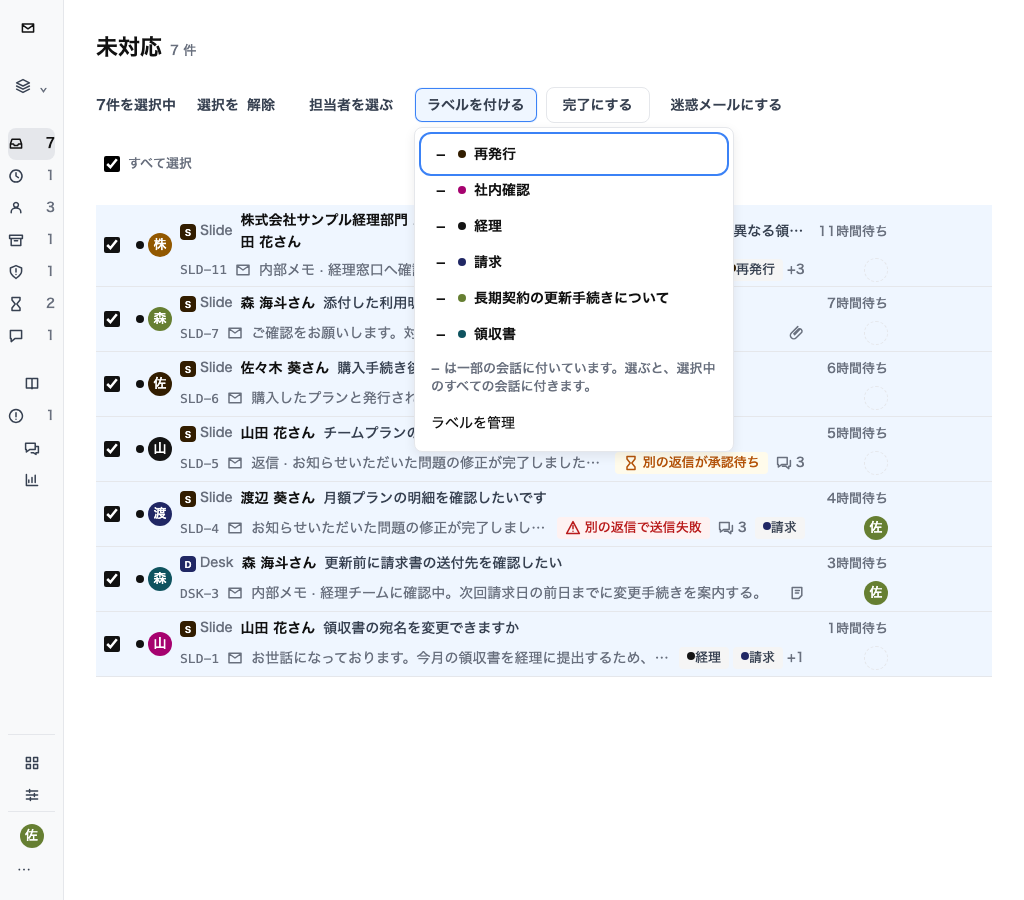 未対応 7 件
7件を選択中 選択を 解除 担当者を選ぶ ラベルを付ける 完了にする 迷惑メールにする
7
1
3
1
1
2
1
1
すべて選択
– 再発行
– 社内確認
– 経理
– 請求
– 長期契約の更新手続きについて
– 領収書
– は一部の会話に付いています。選ぶと、選択中
のすべての会話に付きます。
ラベルを管理
株 S Slide 株式会社サンプル経理部門 異なる領… 11時間待ち
田 花さん
SLD-11 内部メモ · 経理窓口へ確認 再発行 +3
森 S Slide 森 海斗さん 添付した利用明 7時間待ち
SLD-7 ご確認をお願いします。対
佐 S Slide 佐々木 葵さん 購入手続き後 6時間待ち
SLD-6 購入したプランと発行され
山 S Slide 山田 花さん チームプランの 5時間待ち
SLD-5 返信 · お知らせいただいた問題の修正が完了しました… 別の返信が承認待ち 3
渡 S Slide 渡辺 葵さん 月額プランの明細を確認したいです 4時間待ち
SLD-4 お知らせいただいた問題の修正が完了しまし… 別の返信で送信失敗 3 請求 佐
森 D Desk 森 海斗さん 更新前に請求書の送付先を確認したい 3時間待ち
DSK-3 内部メモ · 経理チームに確認中。次回請求日の前日までに変更手続きを案内する。 佐
山 S Slide 山田 花さん 領収書の宛名を変更できますか 1時間待ち
SLD-1 お世話になっております。今月の領収書を経理に提出するため、… 経理 請求 +1
佐
…